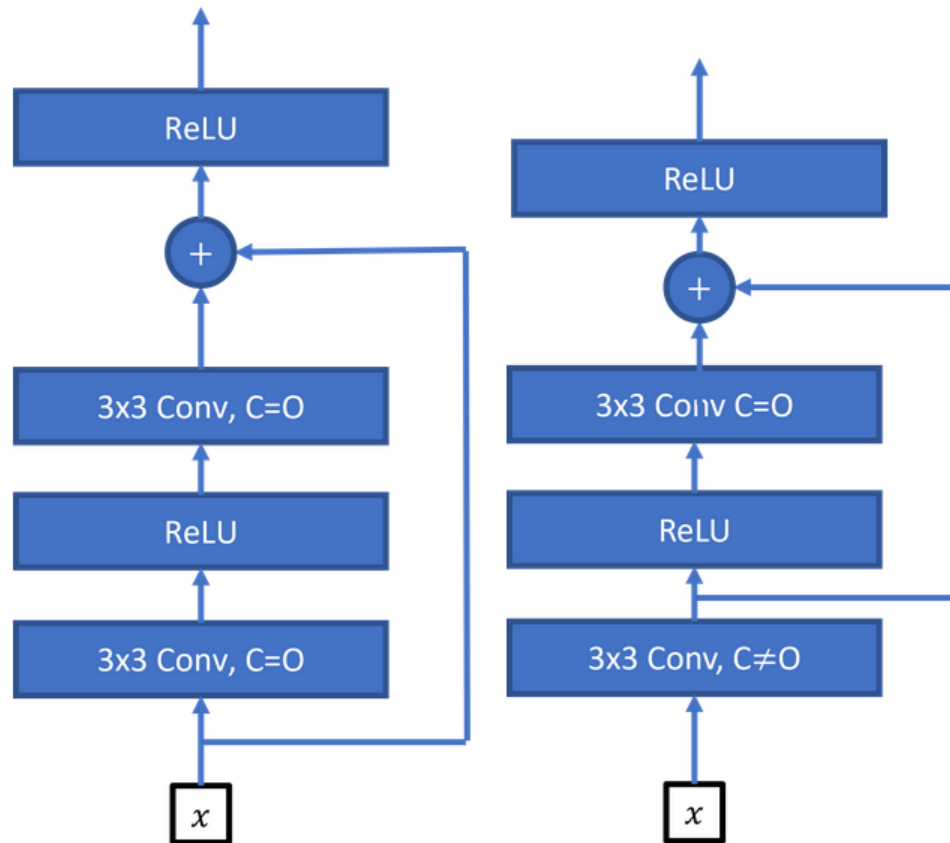 ReLU
+
3x3 Conv, C=O
ReLU
3x3 Conv, C=O
x
ReLU
+
3x3 Conv C=O
ReLU
3x3 Conv, C≠O
x